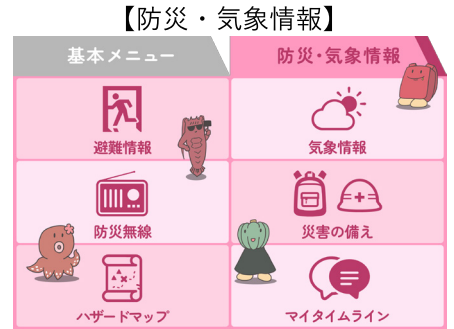 【防災・気象情報】
基本メニュー
防災・気象情報
避難情報
気象情報
防災無線
災害の備え
ハザードマップ
マイタイムライン